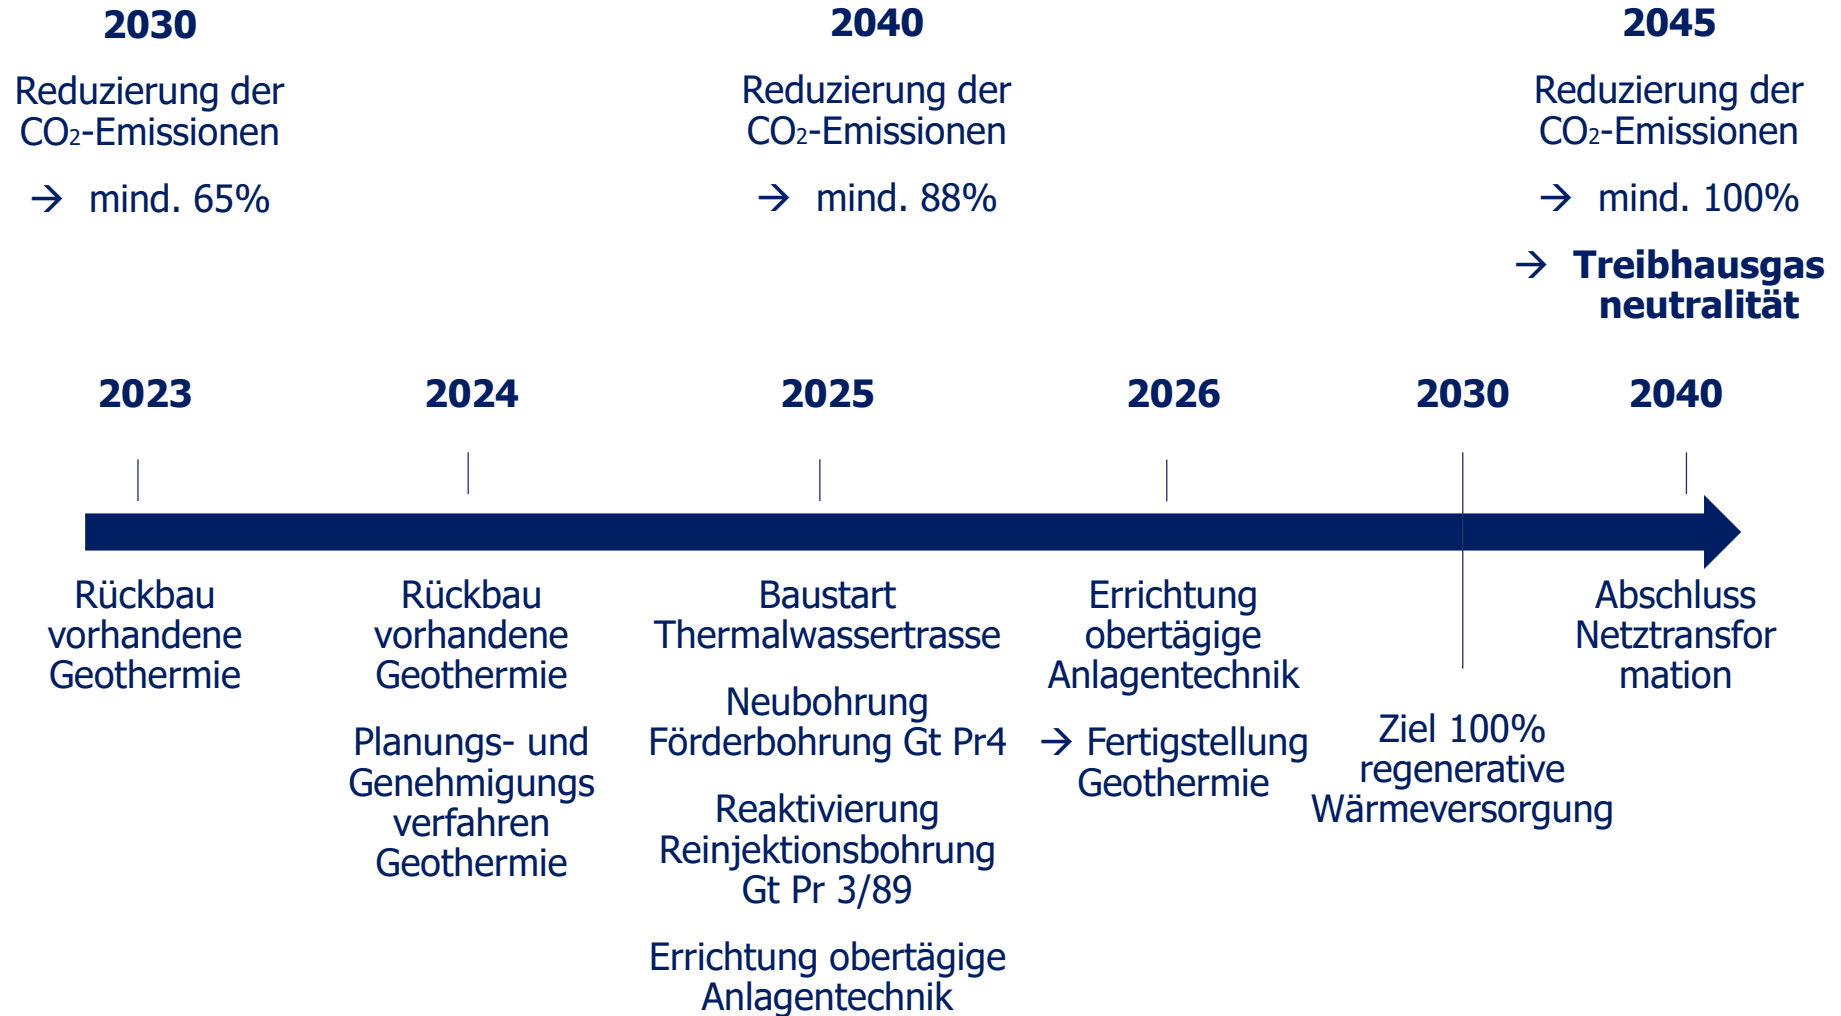 2030
Reduzierung der
CO₂-Emissionen
→ mind. 65%
2040
Reduzierung der
CO₂-Emissionen
→ mind. 88%
2045
Reduzierung der
CO₂-Emissionen
→ mind. 100%
→ Treibhausgas
neutralität
2023
2024
2025
2026
2030
2040
Rückbau
vorhandene
Geothermie
Rückbau
vorhandene
Geothermie
Planungs- und
Genehmigungs
verfahren
Geothermie
Baustart
Thermalwassertrasse
Neubohrung
Förderbohrung Gt Pr4
Reaktivierung
Reinjektionsbohrung
Gt Pr 3/89
Errichtung obertägige
Anlagentechnik
Errichtung
obertägige
Anlagentechnik
→ Fertigstellung
Geothermie
Ziel 100%
regenerative
Wärmeversorgung
Abschluss
Netztransfor
mation